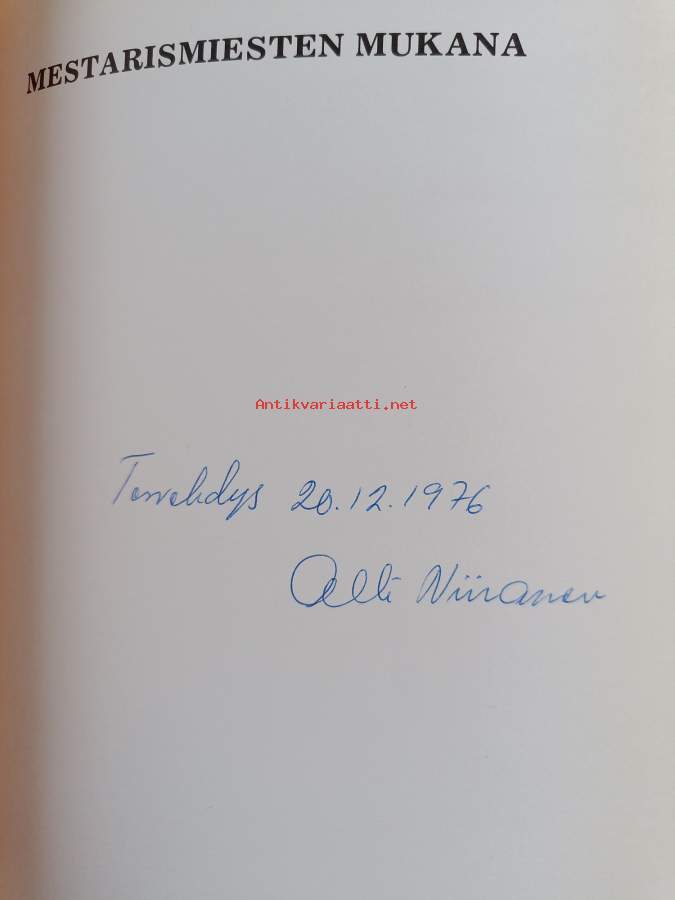 MESTARISMIESTEN MUKANA
Antikvariaatti.net
Tervehdys 20.12.1976
Olli Niiranen